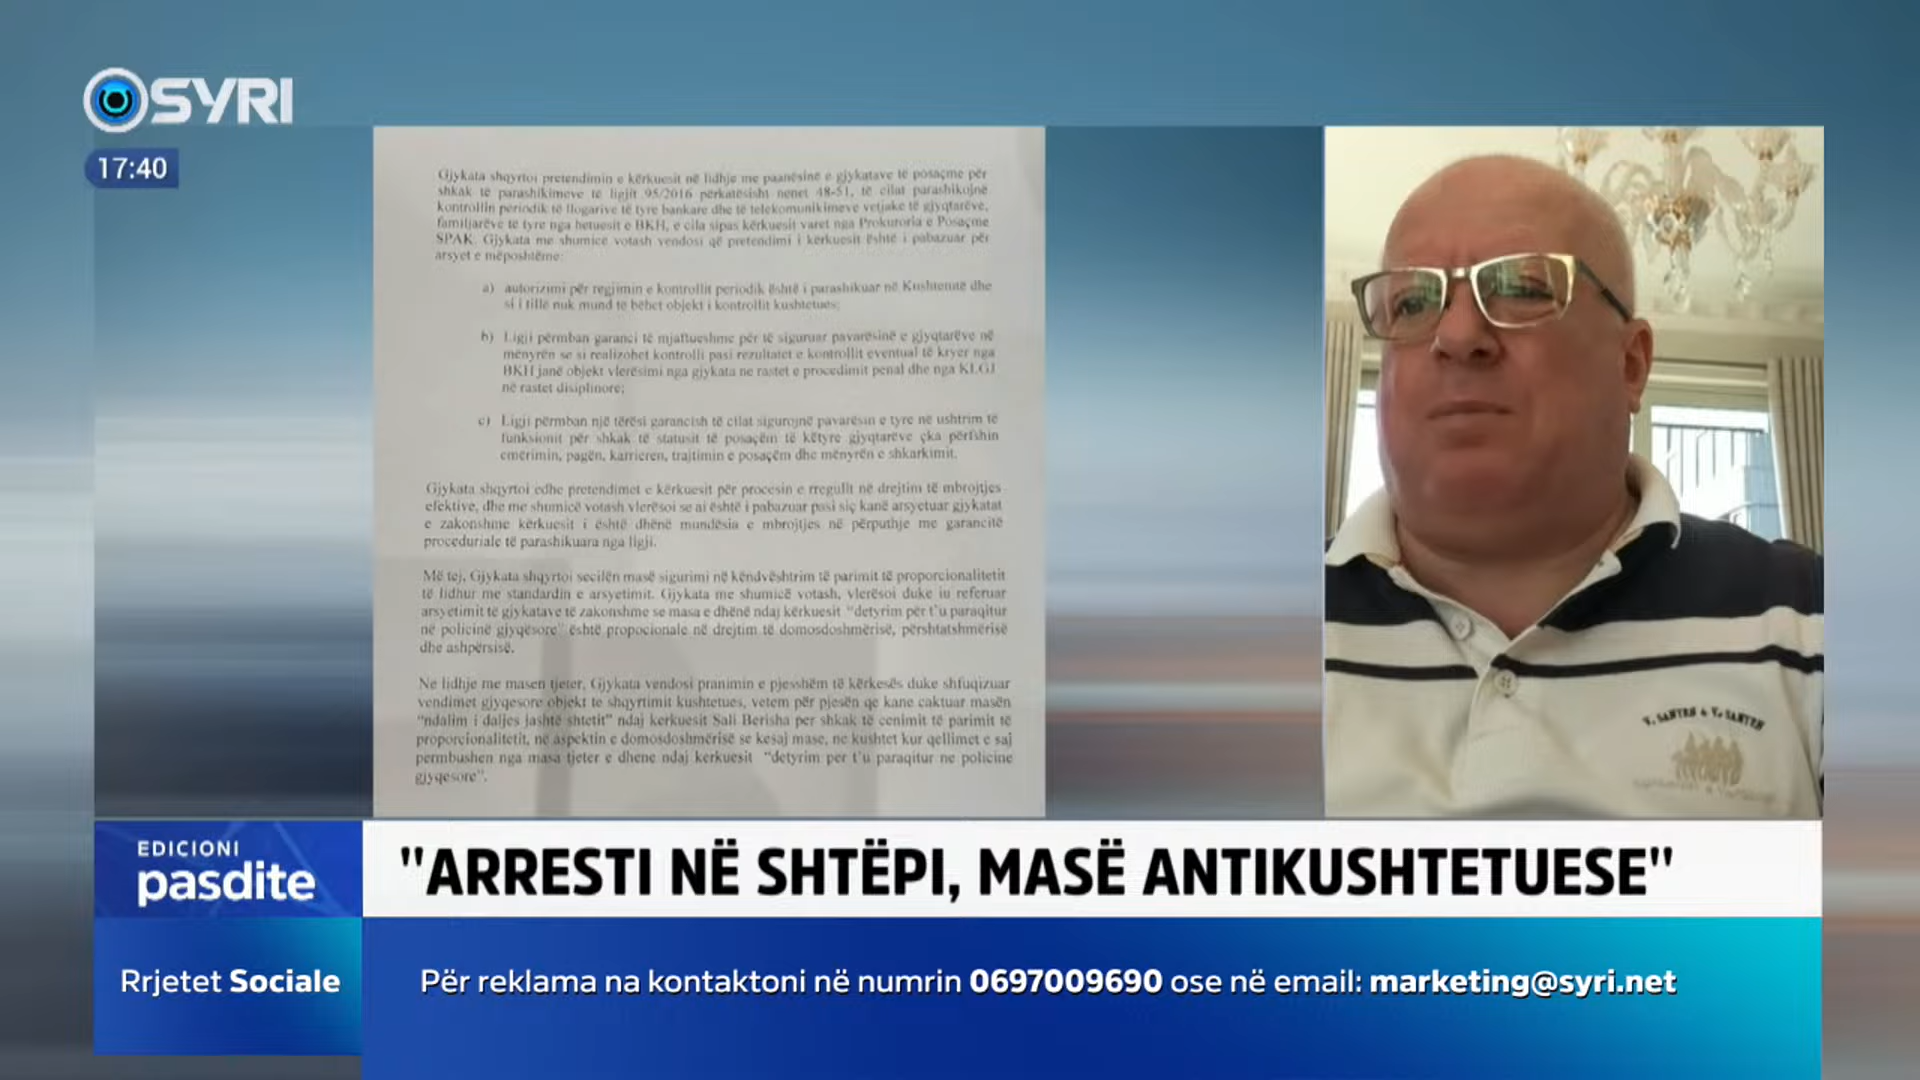 SYRI
17:40
Gjykata shqyrtoi pretendimin e kërkuesit në lidhje me paanësinë e gjykatave të posaçme për
shkak të parashikimeve të ligjit 95/2016 përkatësisht nenet 48-51, të cilat parashikojnë
kontrollin periodik të llogarive të tyre bankare dhe të telekomunikimeve vetjake të gjyqtarëve,
familjarëve të tyre nga hetuesit e BKH, e cila sipas kërkuesit varet nga Prokuroria e Posaçme
SPAK. Gjykata me shumicë votash vendosi që pretendimi i kërkuesit është i pabazuar për
arsyet e mëposhtëme:
a) autorizimi për regjimin e kontrollit periodik është i parashikuar në Kushtetutë dhe
si i tillë nuk mund të bëhet objekt i kontrollit kushtetues;
b) Ligji përmban garanci të mjaftueshme për të siguruar pavarësinë e gjyqtarëve në
mënyrën se si realizohet kontrolli pasi rezultatet e kontrollit eventual të kryer nga
BKH janë objekt vlerësimi nga gjykata ne rastet e procedimit penal dhe nga KLGJ
në rastet disiplinore;
c) Ligji përmban një tërësi garancish të cilat sigurojnë pavarësin e tyre në ushtrim të
funksionit për shkak të statusit të posaçëm të këtyre gjyqtarëve çka përfshin
emërimin, pagën, karrieren, trajtimin e posaçëm dhe mënyrën e shkarkimit.
Gjykata shqyrtoi edhe pretendimet e kërkuesit për procesin e rregullt në drejtim të mbrojtjes
efektive, dhe me shumicë votash vlerësoi se ai është i pabazuar pasi siç kanë arsyetuar gjykatat
e zakonshme kërkuesit i është dhënë mundësia e mbrojtjes në përputhje me garancitë
proceduriale të parashikuara nga ligji.
Më tej, Gjykata shqyrtoi secilën masë sigurimi në këndvështrim të parimit të proporcionalitetit
të lidhur me standardin e arsyetimit. Gjykata me shumicë votash, vlerësoi duke iu referuar
arsyetimit të gjykatave të zakonshme se masa e dhënë ndaj kërkuesit "detyrim për t'u paraqitur
në policinë gjyqësore" është propocionale në drejtim të domosdoshmërisë, përshtatshmërisë
dhe ashpërsisë.
Ne lidhje me masen tjeter, Gjykata vendosi pranimin e pjesshëm të kërkesës duke shfuqizuar
vendimet gjyqesore objekt te shqyrtimit kushtetues, vetem për pjesën qe kane caktuar masën
"ndalim i daljes jashtë shtetit" ndaj kerkuesit Sali Berisha per shkak të cenimit të parimit të
proporcionalitetit, ne aspektin e domosdoshmërisë se kesaj mase, ne kushtet kur qellimet e saj
permbushen nga masa tjeter e dhene ndaj kerkuesit "detyrim per t'u paraqitur ne policine
gjyqesore".
V. SANTEN & V. SANTEN
EDICIONI
pasdite
"ARRESTI NË SHTËPI, MASË ANTIKUSHTETUESE"
Rrjetet Sociale
Për reklama na kontaktoni në numrin 0697009690 ose në email: marketing@syri.net